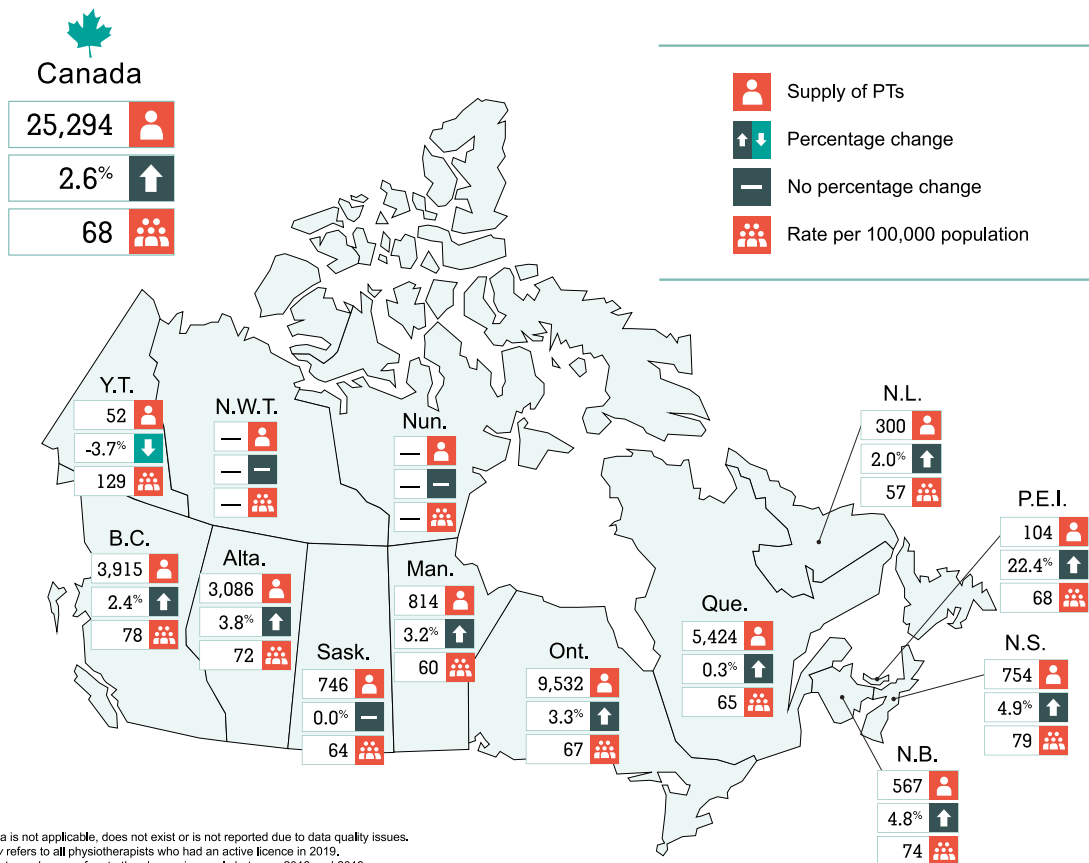 Canada
25,294
2.6%
68
Supply of PTs
Percentage change
No percentage change
Rate per 100,000 population
Y.T.
52
-3.7%
129
N.W.T.
—
—
—
Nun.
—
—
—
B.C.
3,915
2.4%
78
Alta.
3,086
3.8%
72
Sask.
746
0.0%
64
Man.
814
3.2%
60
Ont.
9,532
3.3%
67
Que.
5,424
0.3%
65
N.L.
300
2.0%
57
P.E.I.
104
22.4%
68
N.S.
754
4.9%
79
N.B.
567
4.8%
74
a is not applicable, does not exist or is not reported due to data quality issues.
refers to all physiotherapists who had an active licence in 2019.